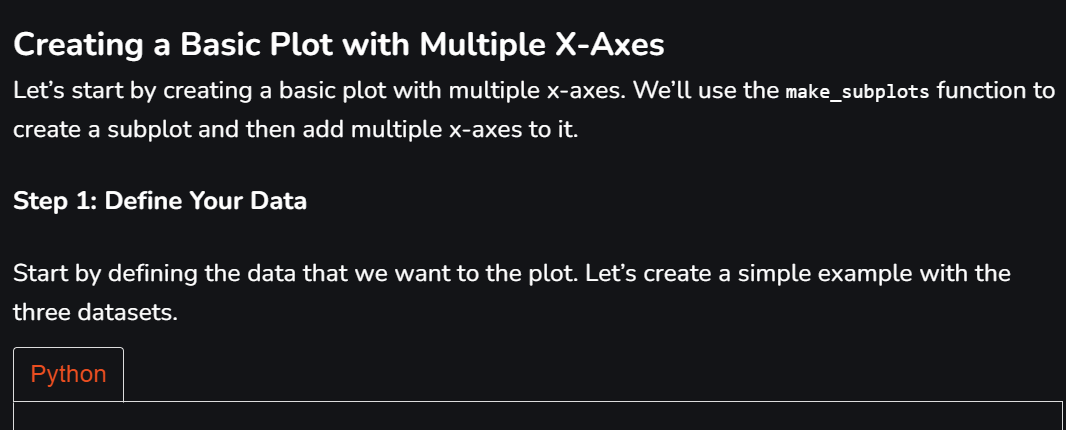 Creating a Basic Plot with Multiple X-Axes
Let’s start by creating a basic plot with multiple x-axes. We’ll use the make_subplots function to
create a subplot and then add multiple x-axes to it.
Step 1: Define Your Data
Start by defining the data that we want to the plot. Let’s create a simple example with the
three datasets.
Python